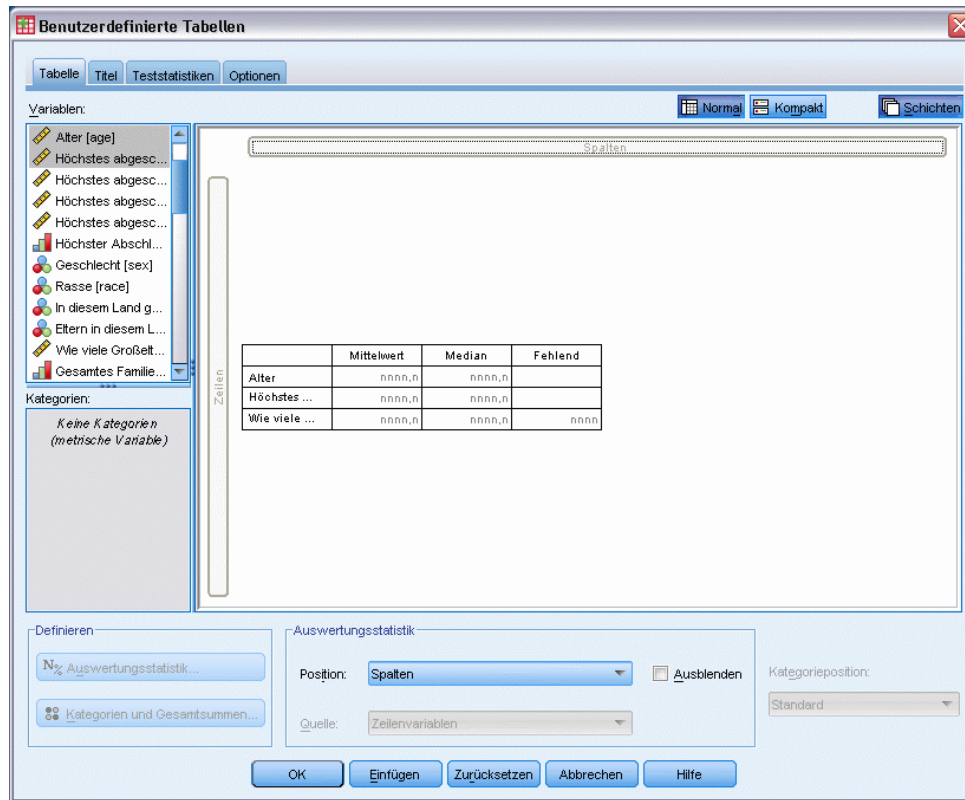 Benutzerdefinierte Tabellen
Tabelle Titel Teststatistiken Optionen
Variablen:
Normal Kompakt Schichten
Alter [age]
Höchstes abgesc...
Höchstes abgesc...
Höchstes abgesc...
Höchstes abgesc...
Höchster Abschl...
Geschlecht [sex]
Rasse [race]
In diesem Land g...
Eltern in diesem L...
Wie viele Großelt...
Gesamtes Familie...
Kategorien:
Keine Kategorien
(metrische Variable)
Spalten
Zeilen
Mittelwert Median Fehlend
Alter nnnn,n nnnn,n
Höchstes ... nnnn,n nnnn,n
Wie viele ... nnnn,n nnnn,n nnnn
Definieren
N% Auswertungsstatistik...
Kategorien und Gesamtsummen...
Auswertungsstatistik
Position: Spalten Ausblenden
Quelle: Zeilenvariablen
Kategorieposition:
Standard
OK Einfügen Zurücksetzen Abbrechen Hilfe